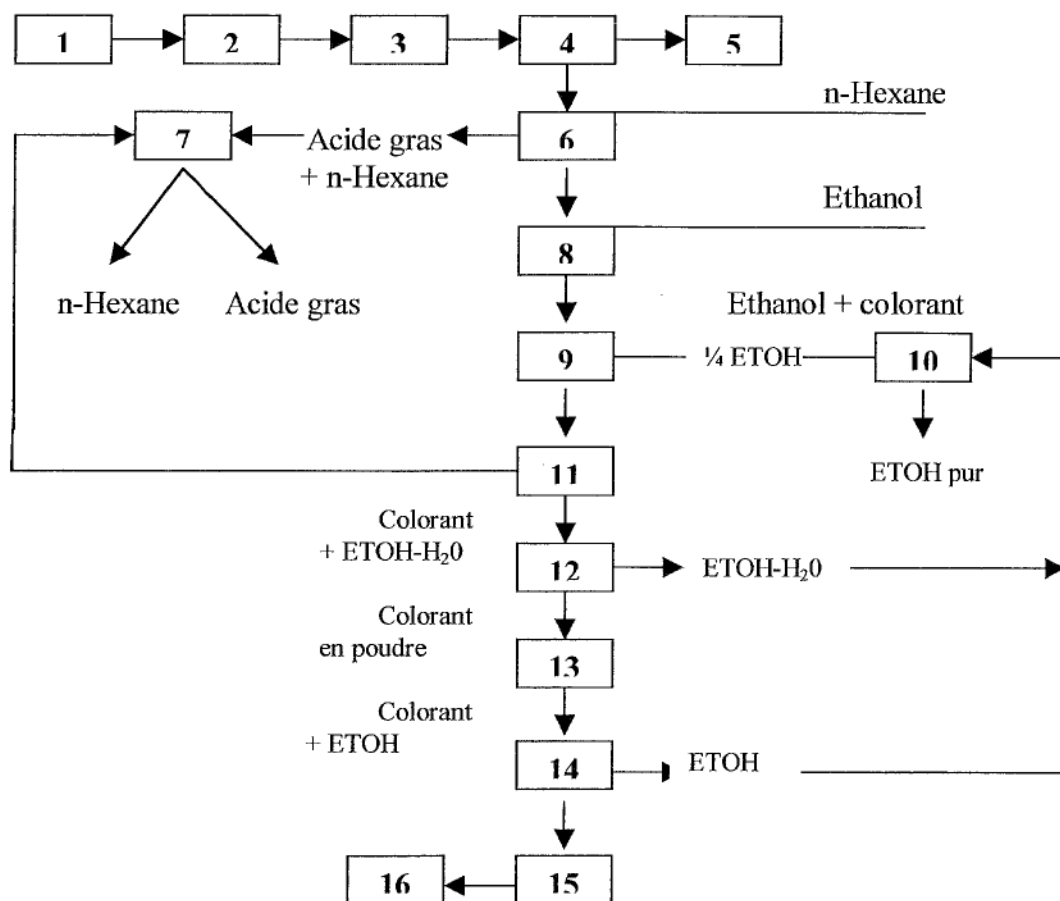 1 2 3 4 5
n-Hexane
7 Acide gras 6
+ n-Hexane
Ethanol
8
n-Hexane Acide gras
Ethanol + colorant
9 ¼ ETOH 10
11 ETOH pur
Colorant
+ ETOH-H₂0
12 ETOH-H₂0
Colorant
en poudre
13
Colorant
+ ETOH
14 ETOH
16 15